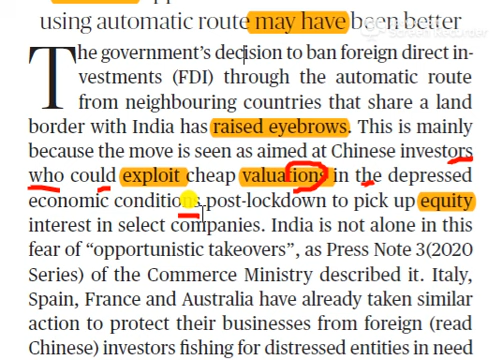 using automatic route may have been better
The government's decision to ban foreign direct in-
vestments (FDI) through the automatic route
from neighbouring countries that share a land
border with India has raised eyebrows. This is mainly
because the move is seen as aimed at Chinese investors
who could exploit cheap valuations in the depressed
economic conditions post-lockdown to pick up equity
interest in select companies. India is not alone in this
fear of “opportunistic takeovers”, as Press Note 3(2020
Series) of the Commerce Ministry described it. Italy,
Spain, France and Australia have already taken similar
action to protect their businesses from foreign (read
Chinese) investors fishing for distressed entities in need